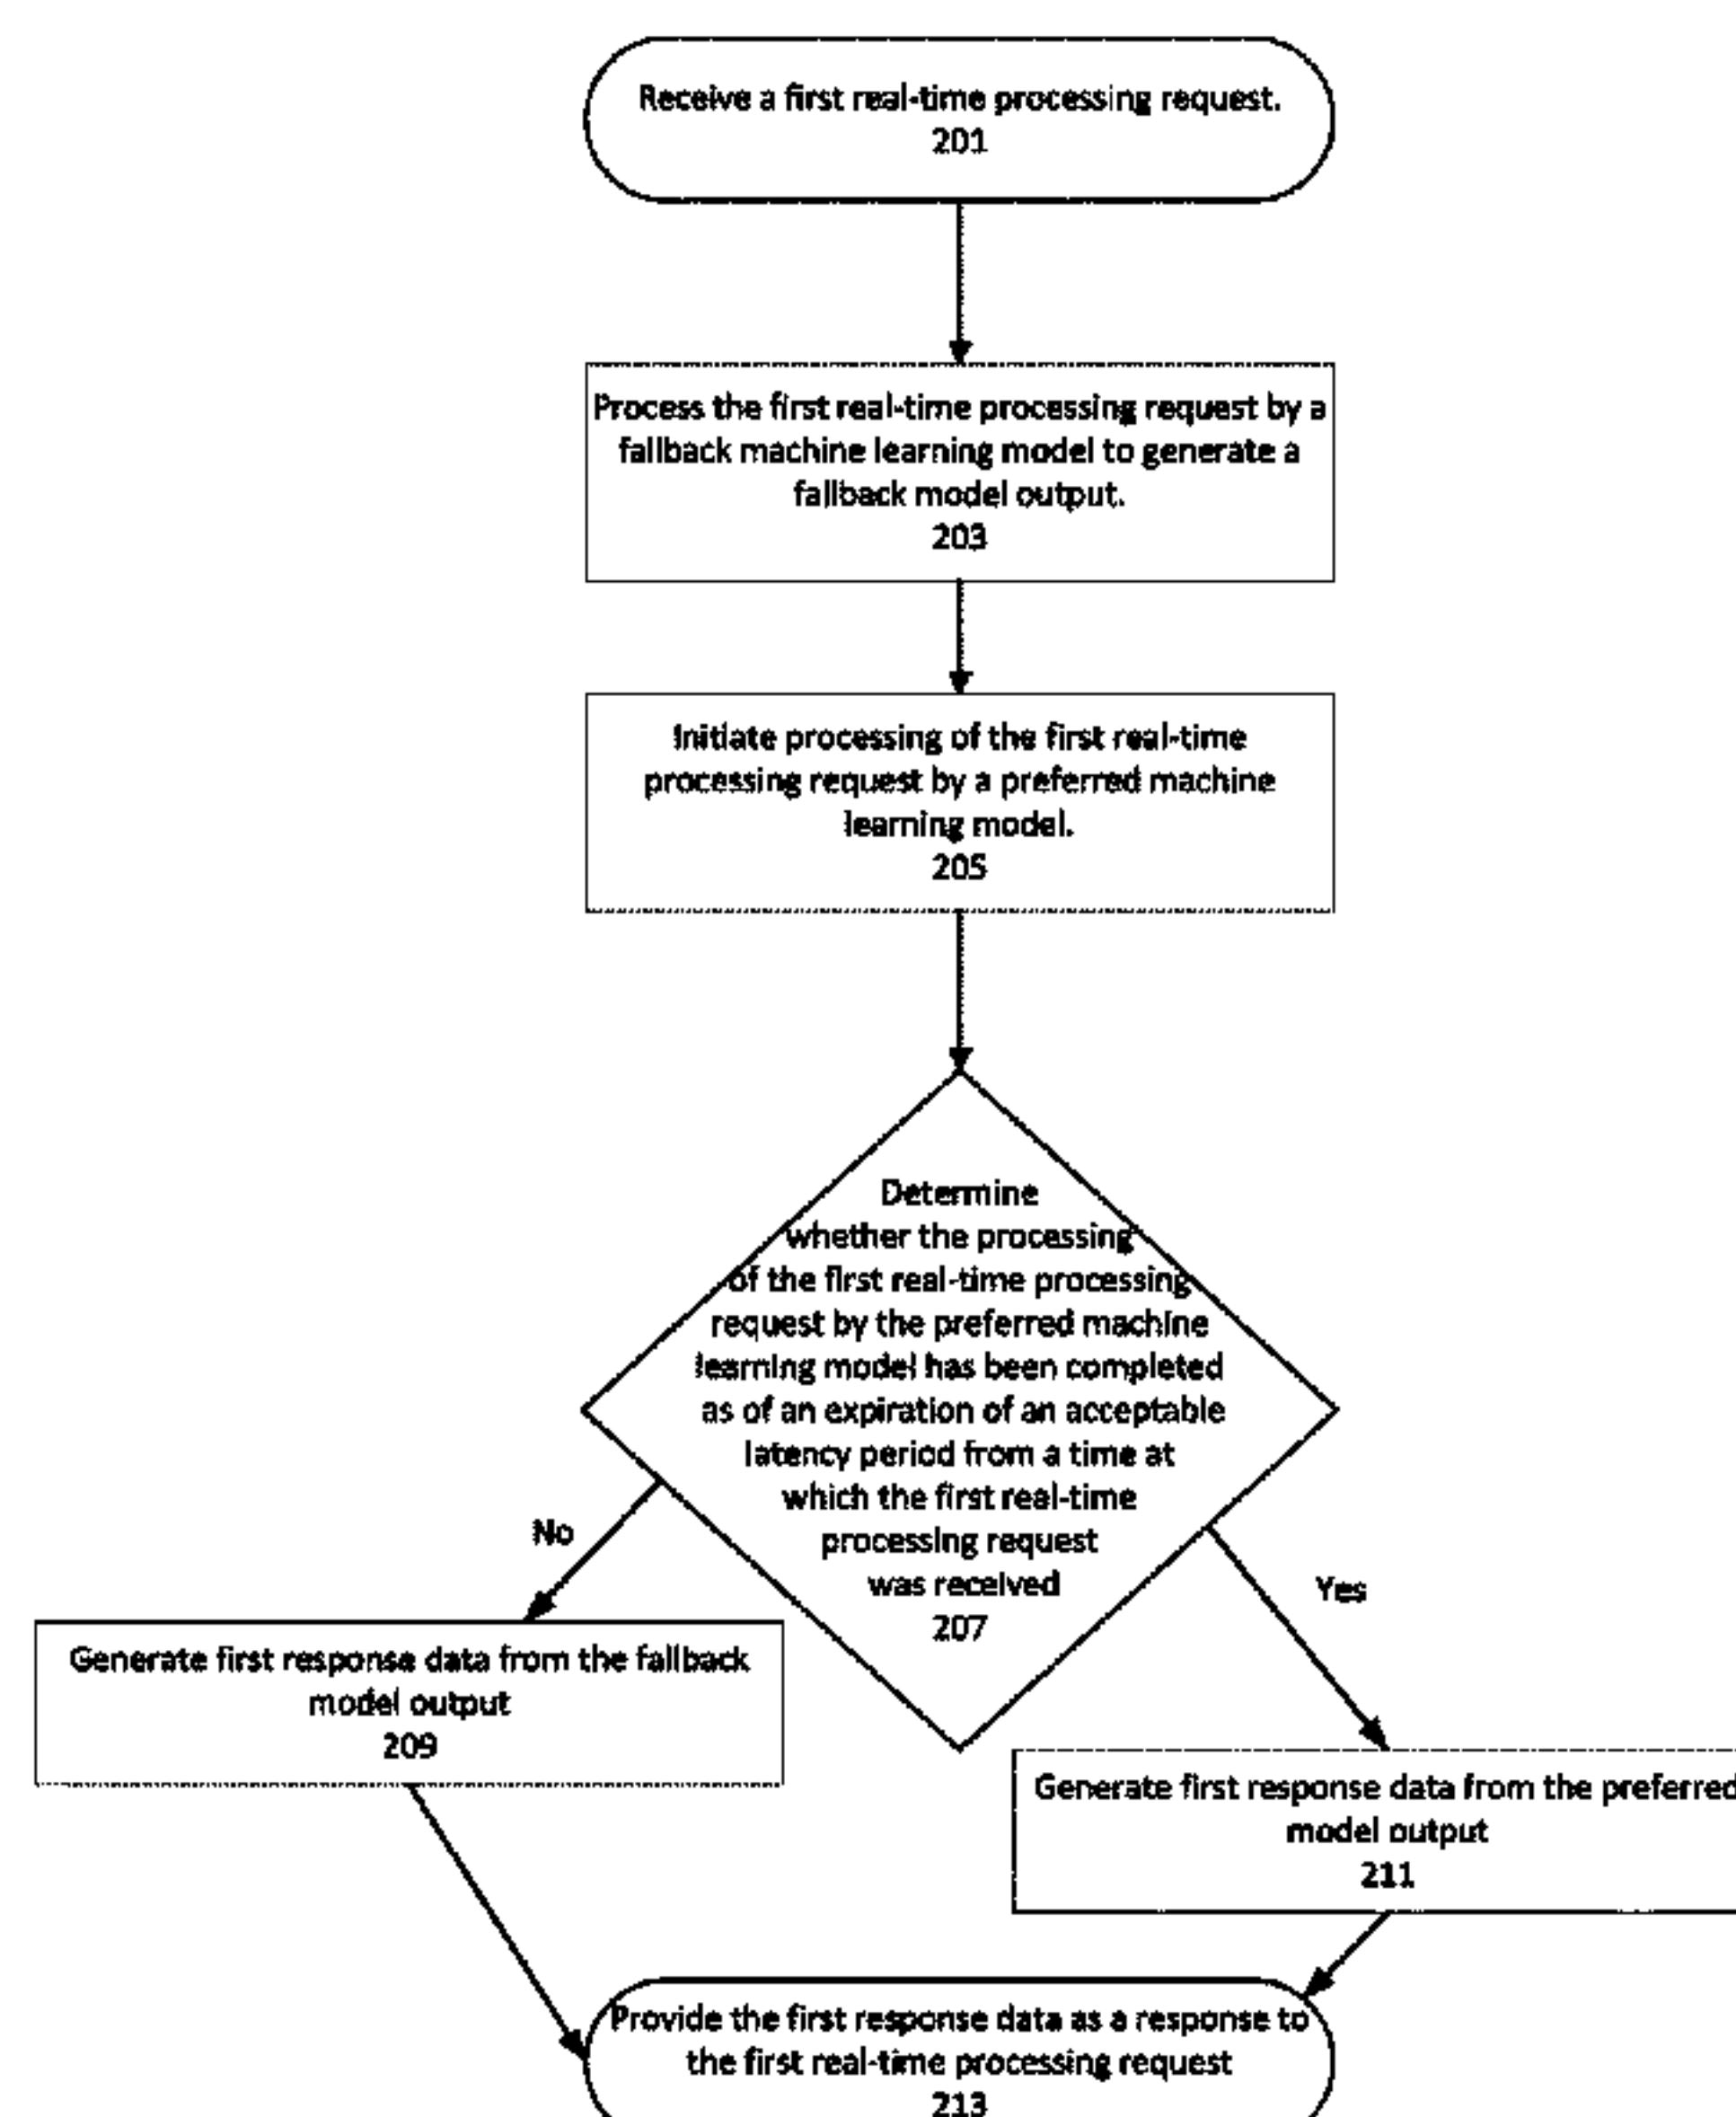 Receive a first real-time processing request.
201
Process the first real-time processing request by a
fallback machine learning model to generate a
fallback model output.
203
Initiate processing of the first real-time
processing request by a preferred machine
learning model.
205
Determine
whether the processing
of the first real-time processing
request by the preferred machine
learning model has been completed
as of an expiration of an acceptable
latency period from a time at
which the first real-time
processing request
was received
207
No
Yes
Generate first response data from the fallback
model output
209
Generate first response data from the preferred
model output
211
Provide the first response data as a response to
the first real-time processing request
213